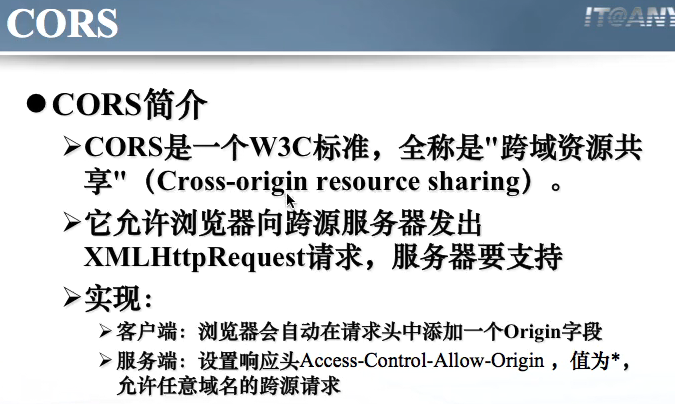 CORS
IT@ANY
●CORS简介
➢CORS是一个W3C标准，全称是"跨域资源共
享"（Cross-origin resource sharing）。
➢它允许浏览器向跨源服务器发出
XMLHttpRequest请求，服务器要支持
➢实现：
➢客户端：浏览器会自动在请求头中添加一个Origin字段
➢服务端：设置响应头Access-Control-Allow-Origin ，值为*，
允许任意域名的跨源请求